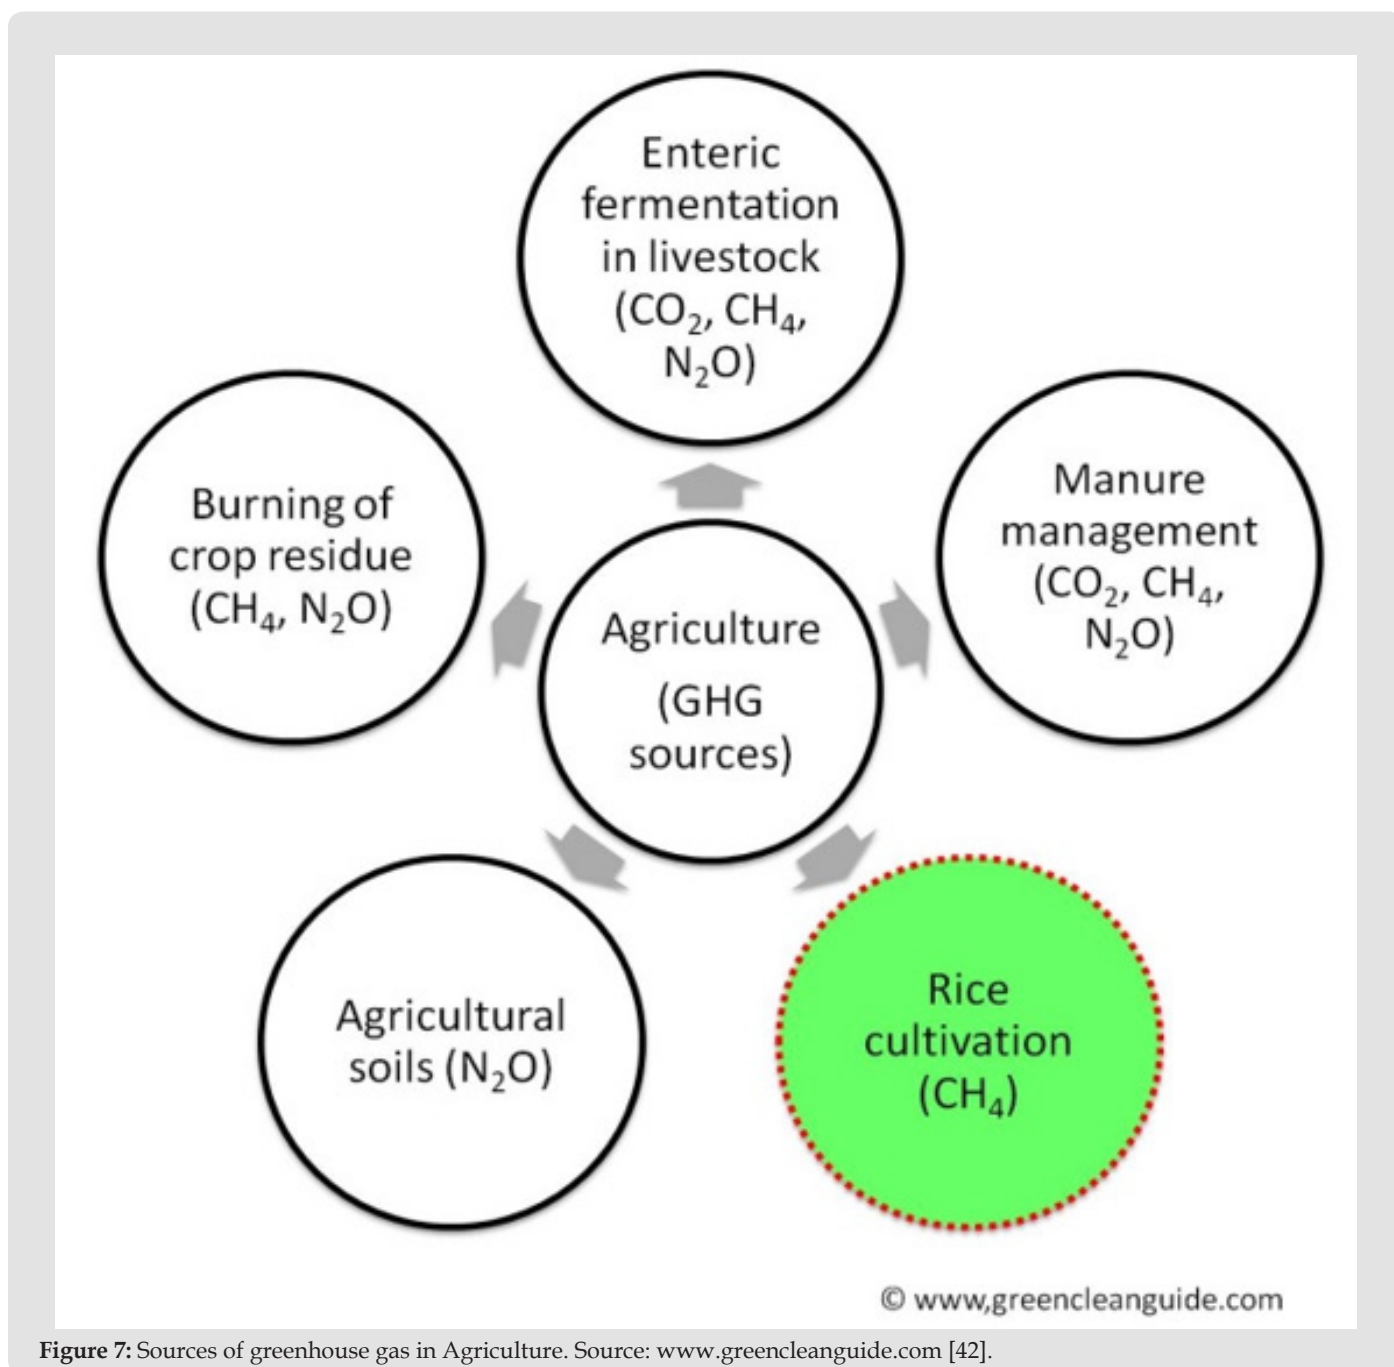 Enteric
fermentation
in livestock
(CO₂, CH₄,
N₂O)
Burning of
crop residue
(CH₄, N₂O)
Manure
management
(CO₂, CH₄,
N₂O)
Agriculture
(GHG
sources)
Agricultural
soils (N₂O)
Rice
cultivation
(CH₄)
© www,greencleanguide.com
Figure 7: Sources of greenhouse gas in Agriculture. Source: www.greencleanguide.com [42].